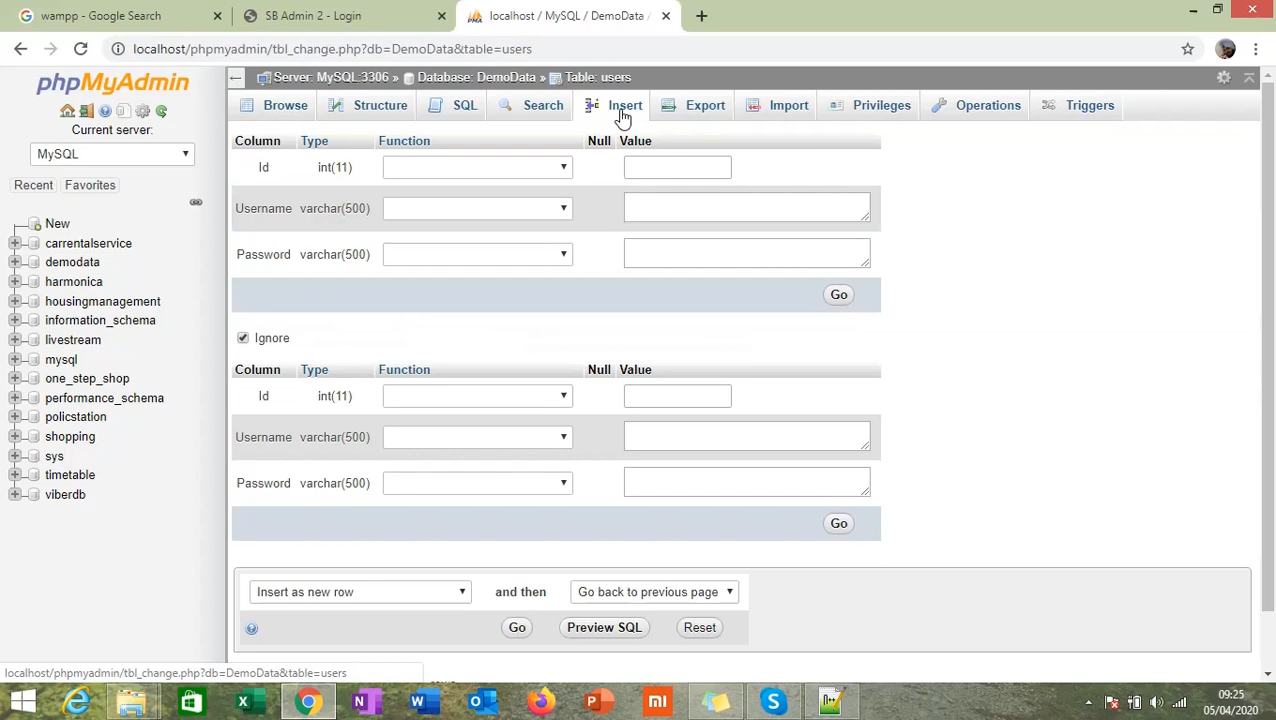 wampp - Google Search
SB Admin 2 - Login
localhost / MySQL / DemoData /
localhost/phpmyadmin/tbl_change.php?db=DemoData&table=users
phpMyAdmin
Server: MySQL:3306 » Database: DemoData » Table: users
Browse Structure SQL Search Insert Export Import Privileges Operations Triggers
Current server:
MySQL
Recent Favorites
New
carrentalservice
demodata
harmonica
housingmanagement
information_schema
livestream
mysql
one_step_shop
performance_schema
policstation
shopping
sys
timetable
viberdb
Column Type Function Null Value
Id int(11)
Username varchar(500)
Password varchar(500)
Go
Ignore
Column Type Function Null Value
Id int(11)
Username varchar(500)
Password varchar(500)
Go
Insert as new row and then Go back to previous page
Go Preview SQL Reset
localhost/phpmyadmin/tbl_change.php?db=DemoData&table=users
09:25
05/04/2020